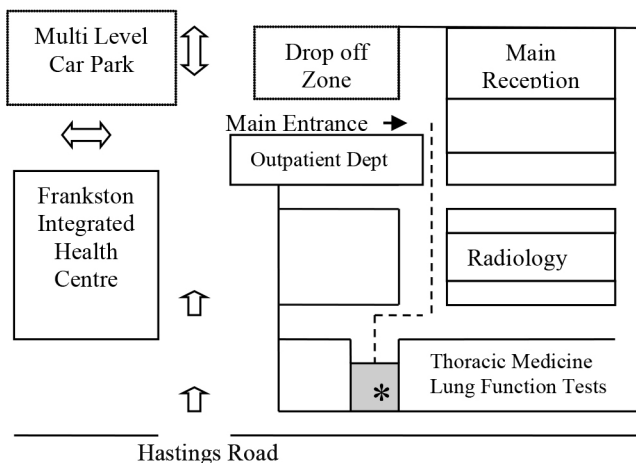 Multi Level
Car Park
Drop off
Zone
Main
Reception
Main Entrance
Outpatient Dept
Frankston
Integrated
Health
Centre
Radiology
Thoracic Medicine
Lung Function Tests
*
Hastings Road